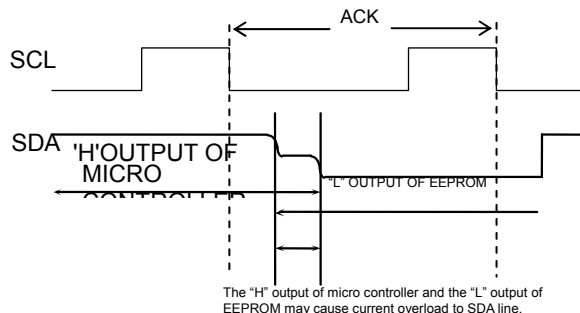 ACK
SCL
SDA
'H'OUTPUT OF
MICRO
CONTROLLER
“L” OUTPUT OF EEPROM
The “H” output of micro controller and the “L” output of
EEPROM may cause current overload to SDA line.